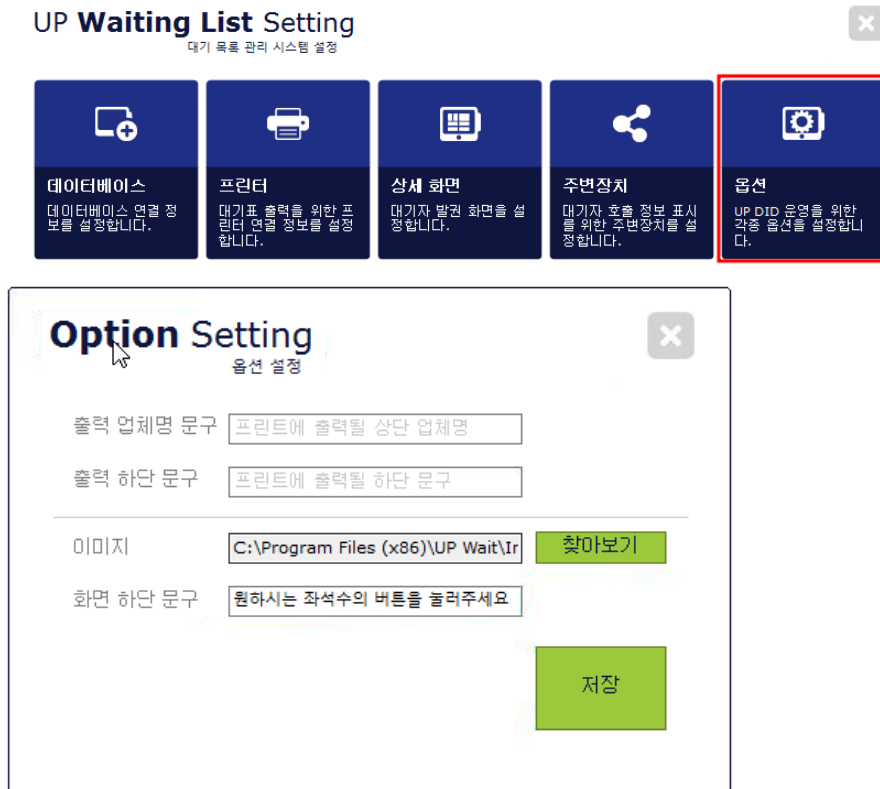 UP Waiting List Setting
대기 목록 관리 시스템 설정
데이터베이스
데이터베이스 연결 정
보를 설정합니다.
프린터
대기표 출력을 위한 프
린터 연결 정보를 설정
합니다.
상세 화면
대기자 발권 화면을 설
정합니다.
주변장치
대기자 호출 정보 표시
를 위한 주변장치를 설
정합니다.
옵션
UP DID 운영을 위한
각종 옵션을 설정합니
다.
Option Setting
옵션 설정
출력 업체명 문구 프린트에 출력될 상단 업체명
출력 하단 문구 프린트에 출력될 하단 문구
이미지 C:\Program Files (x86)\UP Wait\Ir 찾아보기
화면 하단 문구 원하시는 좌석수의 버튼을 눌러주세요
저장